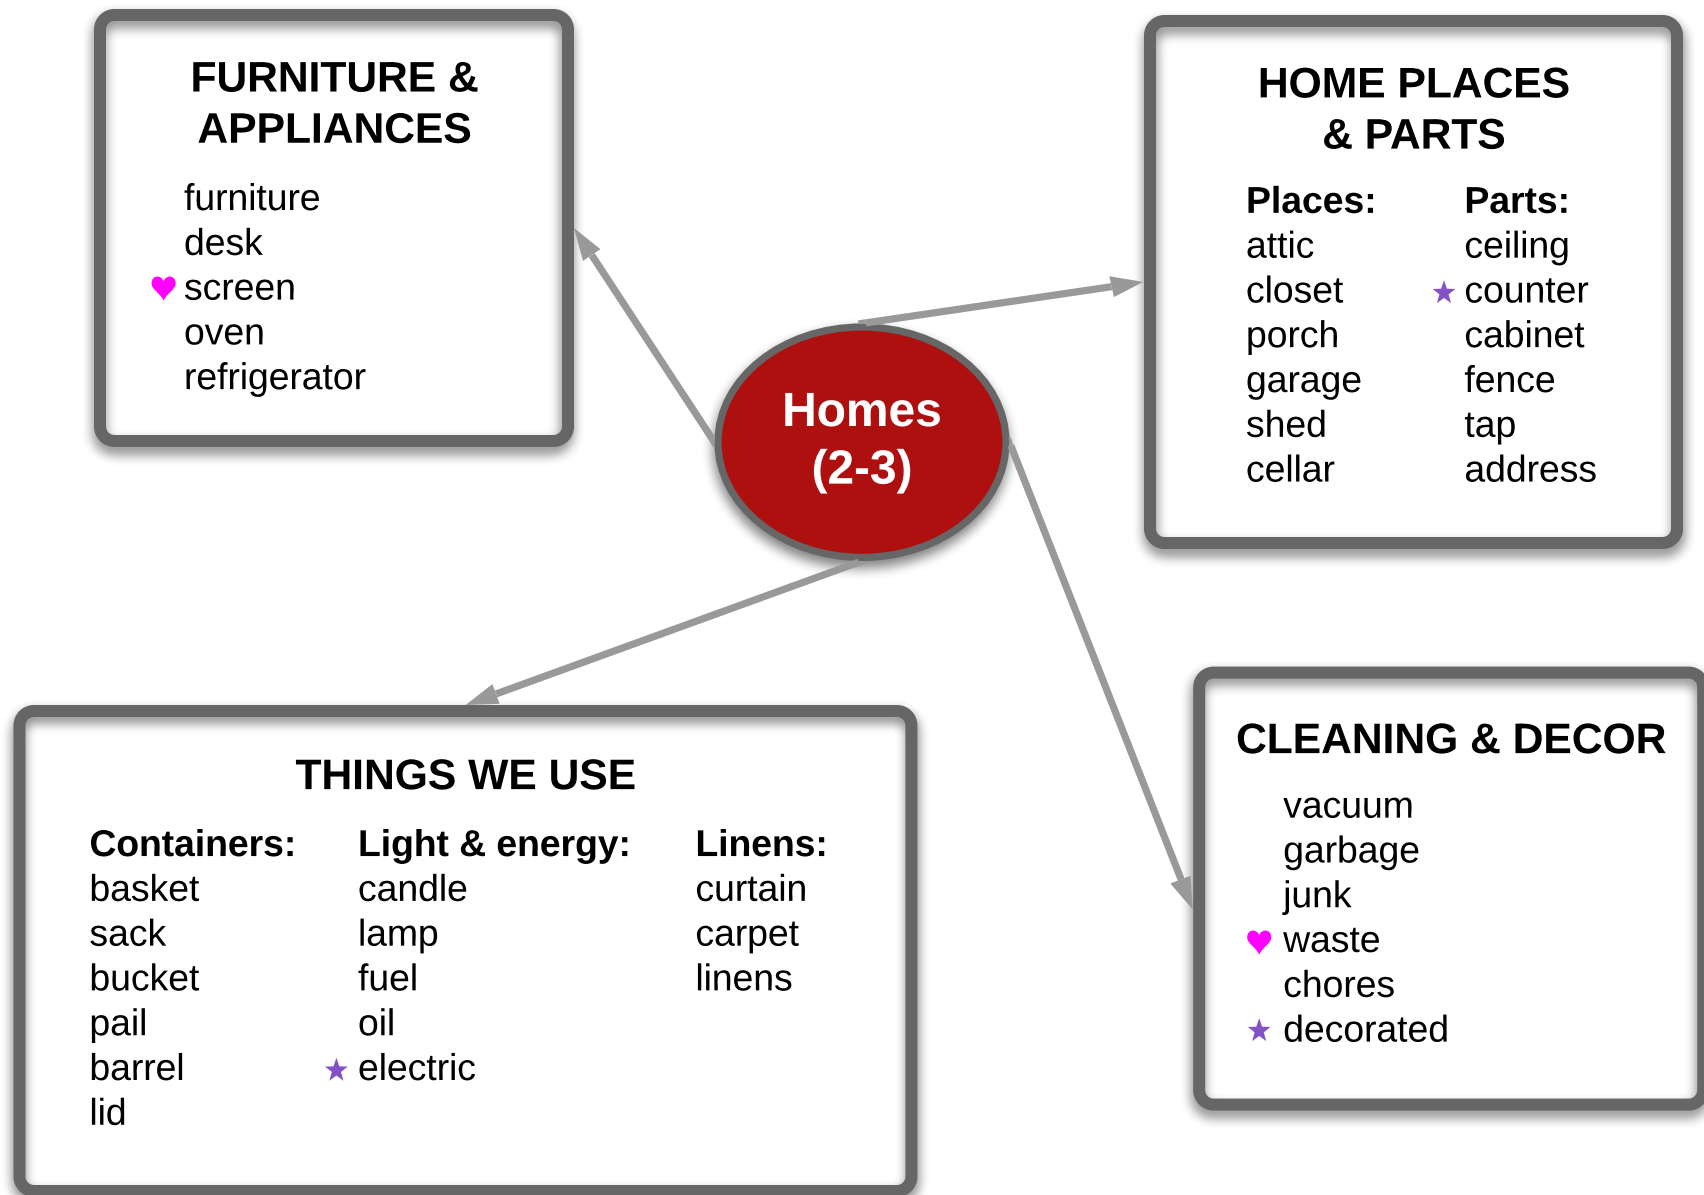 FURNITURE &
APPLIANCES
furniture
desk
screen
oven
refrigerator
HOME PLACES
& PARTS
Places:
attic
closet
porch
garage
shed
cellar
Parts:
ceiling
counter
cabinet
fence
tap
address
Homes
(2-3)
THINGS WE USE
Containers:
basket
sack
bucket
pail
barrel
lid
Light & energy:
candle
lamp
fuel
oil
electric
Linens:
curtain
carpet
linens
CLEANING & DECOR
vacuum
garbage
junk
waste
chores
decorated